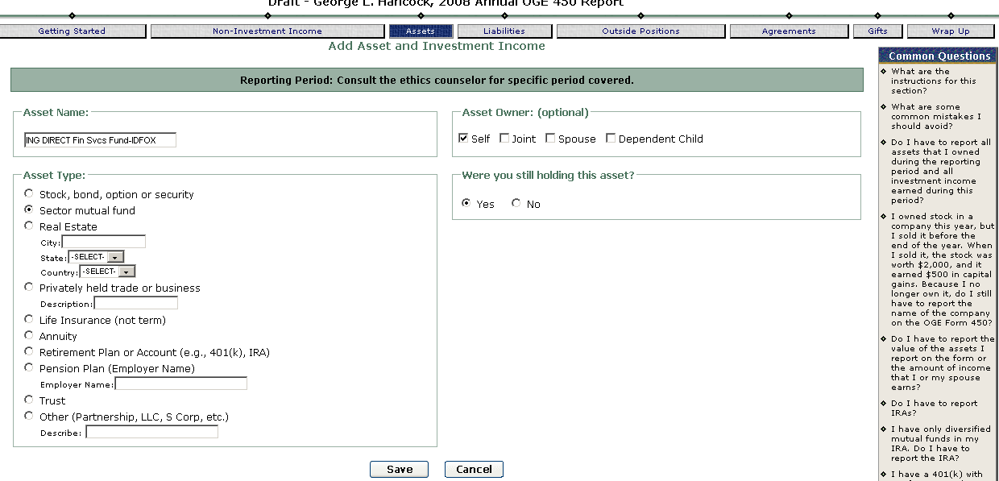 Draft - George L. Hancock, 2008 Annual OGE 450 Report
Getting Started
Non-Investment Income
Assets
Liabilities
Outside Positions
Agreements
Gifts
Wrap Up
Add Asset and Investment Income
Reporting Period: Consult the ethics counselor for specific period covered.
Asset Name:
ING DIRECT Fin Svcs Fund-IDFOX
Asset Owner: (optional)
Self
Joint
Spouse
Dependent Child
Asset Type:
Stock, bond, option or security
Sector mutual fund
Real Estate
City:
State: -SELECT-
Country: -SELECT-
Privately held trade or business
Description:
Life Insurance (not term)
Annuity
Retirement Plan or Account (e.g., 401(k), IRA)
Pension Plan (Employer Name)
Employer Name:
Trust
Other (Partnership, LLC, S Corp, etc.)
Describe:
Were you still holding this asset?
Yes
No
Save
Cancel
Common Questions
What are the
instructions for this
section?
What are some
common mistakes I
should avoid?
Do I have to report all
assets that I owned
during the reporting
period and all
investment income
earned during this
period?
I owned stock in a
company this year, but
I sold it before the
end of the year. When
I sold it, the stock was
worth $2,000, and it
earned $500 in capital
gains. Because I no
longer own it, do I still
have to report the
name of the company
on the OGE Form 450?
Do I have to report the
value of the assets I
report on the form or
the amount of income
that I or my spouse
earns?
Do I have to report
IRAs?
I have only diversified
mutual funds in my
IRA. Do I have to
report the IRA?
I have a 401(k) with